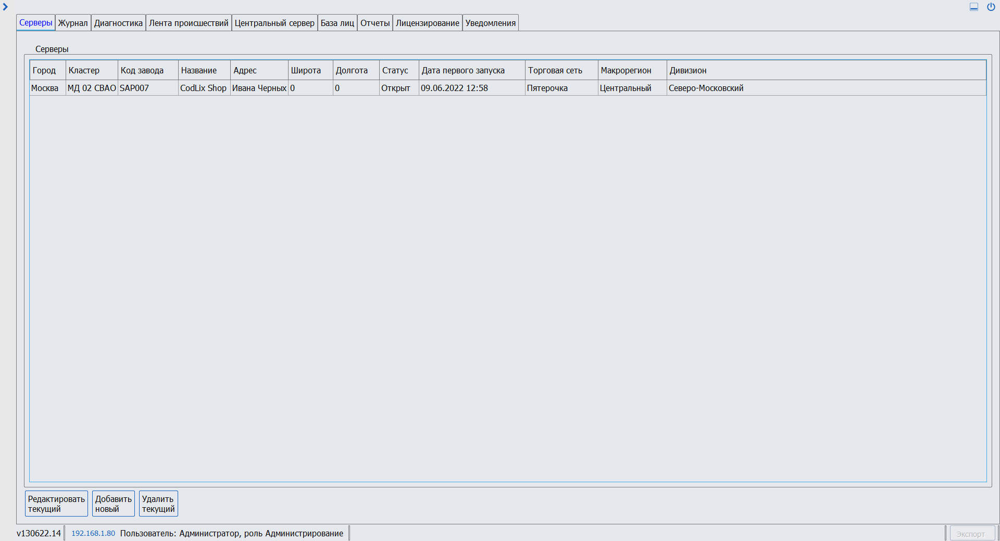 Серверы Журнал Диагностика Лента происшествий Центральный сервер База лиц Отчеты Лицензирование Уведомления
Серверы
Город Кластер Код завода Название Адрес Широта Долгота Статус Дата первого запуска Торговая сеть Макрорегион Дивизион
Москва МД 02 СВАО SAP007 CodLix Shop Ивана Черных 0 0 Открыт 09.06.2022 12:58 Пятерочка Центральный Северо-Московский
Редактировать текущий
Добавить новый
Удалить текущий
v130622.14 192.168.1.80 Пользователь: Администратор, роль Администрирование Экспорт